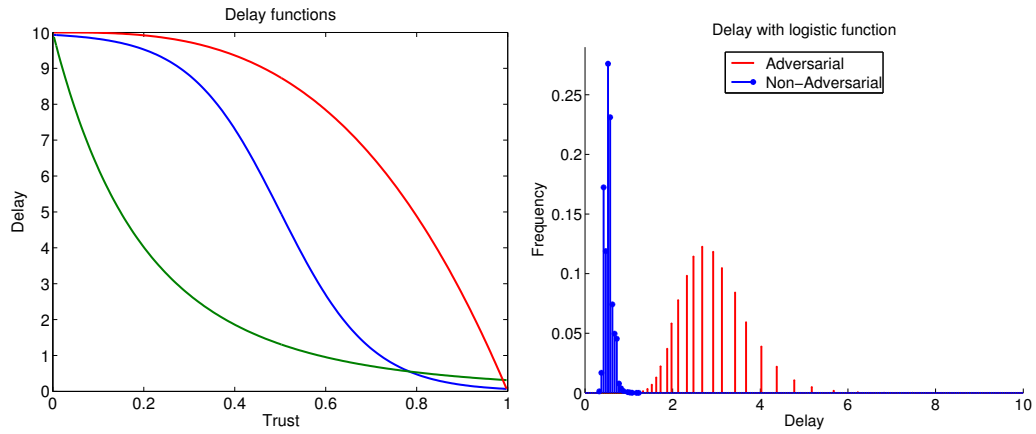 Delay functions
10
9
8
7
6
5
4
3
2
1
0
Delay
0 0.2 0.4 0.6 0.8 1
Trust
Delay with logistic function
Adversarial
Non−Adversarial
0.25
0.2
0.15
0.1
0.05
0
Frequency
0 2 4 6 8 10
Delay